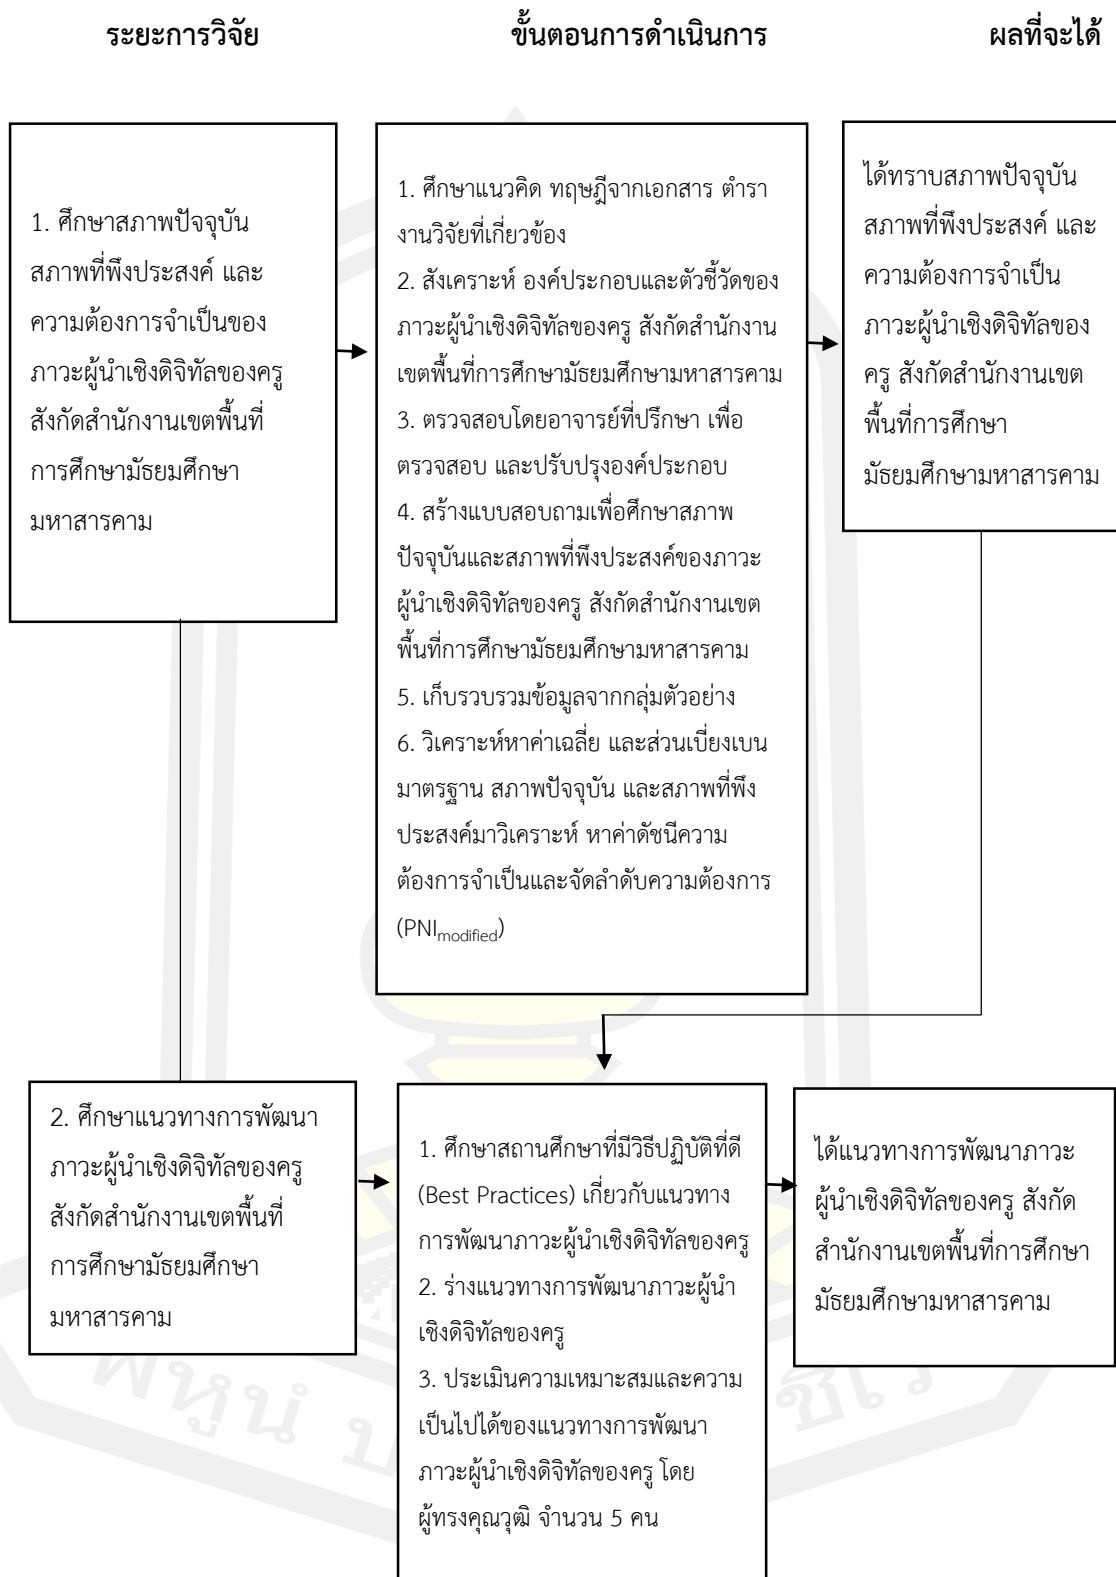 ระยะการวิจัย
ขั้นตอนการดำเนินการ
ผลที่จะได้
1. ศึกษาสภาพปัจจุบัน
สภาพที่พึงประสงค์ และ
ความต้องการจำเป็นของ
ภาวะผู้นำเชิงดิจิทัลของครู
สังกัดสำนักงานเขตพื้นที่
การศึกษามัธยมศึกษา
มหาสารคาม
1. ศึกษาแนวคิด ทฤษฎีจากเอกสาร ตำรา
งานวิจัยที่เกี่ยวข้อง
2. สังเคราะห์ องค์ประกอบและตัวชี้วัดของ
ภาวะผู้นำเชิงดิจิทัลของครู สังกัดสำนักงาน
เขตพื้นที่การศึกษามัธยมศึกษามหาสารคาม
3. ตรวจสอบโดยอาจารย์ที่ปรึกษา เพื่อ
ตรวจสอบ และปรับปรุงองค์ประกอบ
4. สร้างแบบสอบถามเพื่อศึกษาสภาพ
ปัจจุบันและสภาพที่พึงประสงค์ของภาวะ
ผู้นำเชิงดิจิทัลของครู สังกัดสำนักงานเขต
พื้นที่การศึกษามัธยมศึกษามหาสารคาม
5. เก็บรวบรวมข้อมูลจากกลุ่มตัวอย่าง
6. วิเคราะห์หาค่าเฉลี่ย และส่วนเบี่ยงเบน
มาตรฐาน สภาพปัจจุบัน และสภาพที่พึง
ประสงค์มาวิเคราะห์ หาค่าดัชนีความ
ต้องการจำเป็นและจัดลำดับความต้องการ
(PNImodified)
ได้ทราบสภาพปัจจุบัน
สภาพที่พึงประสงค์ และ
ความต้องการจำเป็น
ภาวะผู้นำเชิงดิจิทัลของ
ครู สังกัดสำนักงานเขต
พื้นที่การศึกษา
มัธยมศึกษามหาสารคาม
2. ศึกษาแนวทางการพัฒนา
ภาวะผู้นำเชิงดิจิทัลของครู
สังกัดสำนักงานเขตพื้นที่
การศึกษามัธยมศึกษา
มหาสารคาม
1. ศึกษาสถานศึกษาที่มีวิธีปฏิบัติที่ดี
(Best Practices) เกี่ยวกับแนวทาง
การพัฒนาภาวะผู้นำเชิงดิจิทัลของครู
2. ร่างแนวทางการพัฒนาภาวะผู้นำ
เชิงดิจิทัลของครู
3. ประเมินความเหมาะสมและความ
เป็นไปได้ของแนวทางการพัฒนา
ภาวะผู้นำเชิงดิจิทัลของครู โดย
ผู้ทรงคุณวุฒิ จำนวน 5 คน
ได้แนวทางการพัฒนาภาวะ
ผู้นำเชิงดิจิทัลของครู สังกัด
สำนักงานเขตพื้นที่การศึกษา
มัธยมศึกษามหาสารคาม
พหูนํ